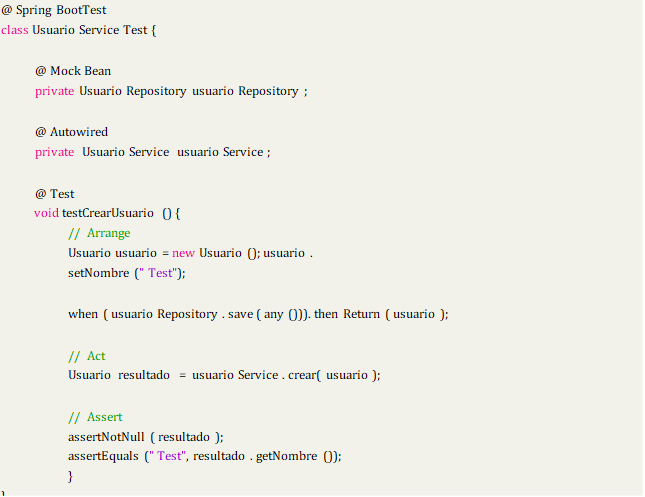 @ Spring BootTest
class Usuario Service Test {
@ Mock Bean
private Usuario Repository usuario Repository ;
@ Autowired
private Usuario Service usuario Service ;
@ Test
void testCrearUsuario () {
// Arrange
Usuario usuario = new Usuario (); usuario .
setNombre (" Test");
when ( usuario Repository . save ( any ())). then Return ( usuario );
// Act
Usuario resultado = usuario Service . crear( usuario );
// Assert
assertNotNull ( resultado );
assertEquals (" Test", resultado . getNombre ());
}
}